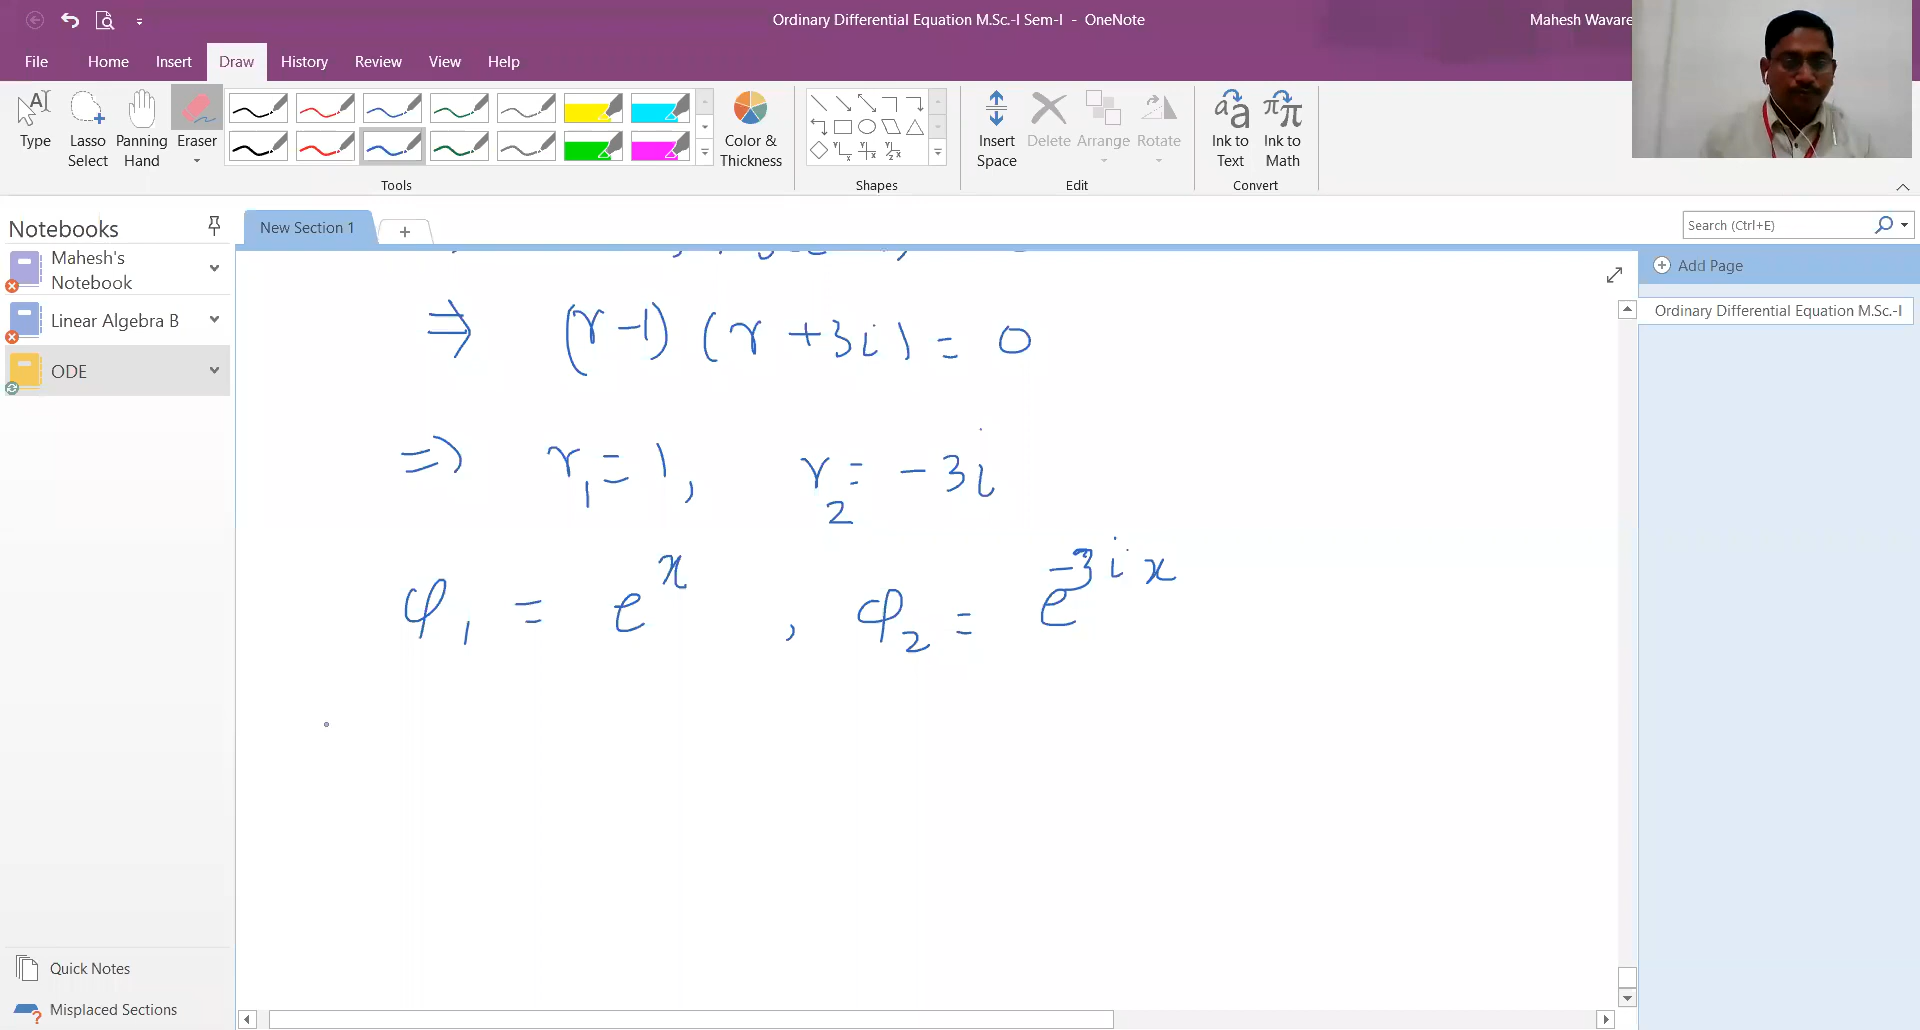 Ordinary Differential Equation M.Sc.-I Sem-I - OneNote
Mahesh Wavare
File Home Insert Draw History Review View Help
Type
Lasso Select
Panning Hand
Eraser
Color & Thickness
Insert Space
Delete
Arrange
Rotate
Ink to Text
Ink to Math
Tools
Shapes
Edit
Convert
Notebooks
New Section 1
+
Search (Ctrl+E)
Mahesh's Notebook
Linear Algebra B
ODE
Add Page
Ordinary Differential Equation M.Sc.-I
⇒ (r-1) (r+3i) = 0
⇒ r₁ = 1, r₂ = -3i
φ₁ = e^x , φ₂ = e^{-3ix}
Quick Notes
Misplaced Sections